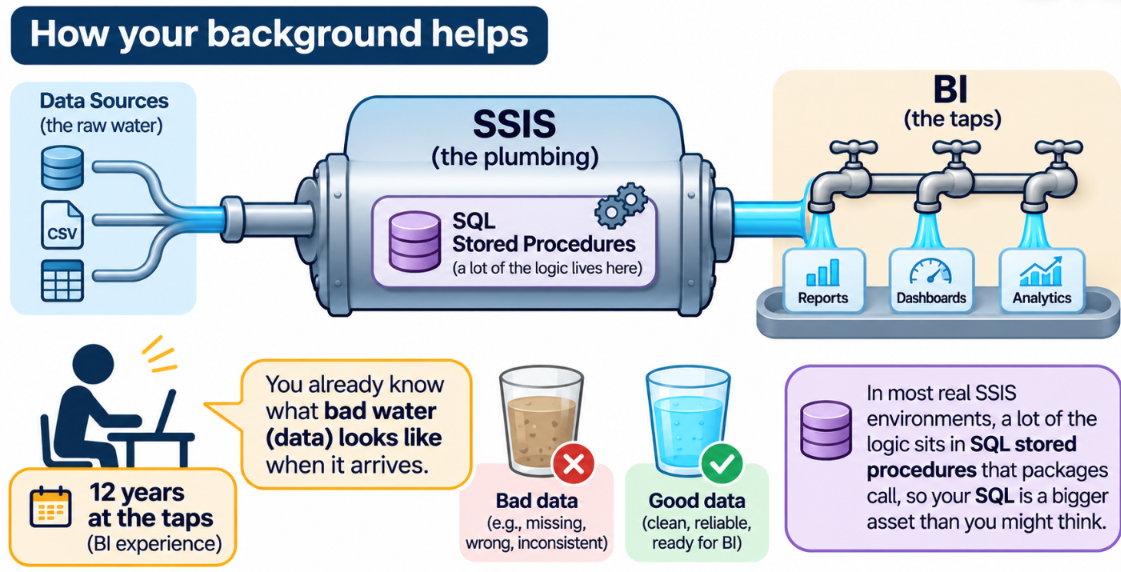 How your background helps
Data Sources
(the raw water)
CSV
SSIS
(the plumbing)
SQL
Stored Procedures
(a lot of the logic lives here)
BI
(the taps)
Reports
Dashboards
Analytics
12 years
at the taps
(BI experience)
You already know
what bad water
(data) looks like
when it arrives.
Bad data
(e.g., missing,
wrong, inconsistent)
Good data
(clean, reliable,
ready for BI)
In most real SSIS
environments, a lot of the
logic sits in SQL stored
procedures that packages
call, so your SQL is a bigger
asset than you might think.